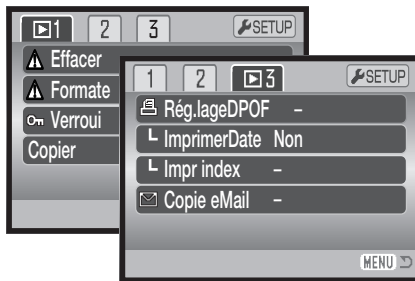 1 2 3 SETUP
Effacer
Formate
Verroui
Copier
1 2 3 SETUP
Rég.lageDPOF –
ImprimerDate Non
Impr index –
Copie eMail –
MENU